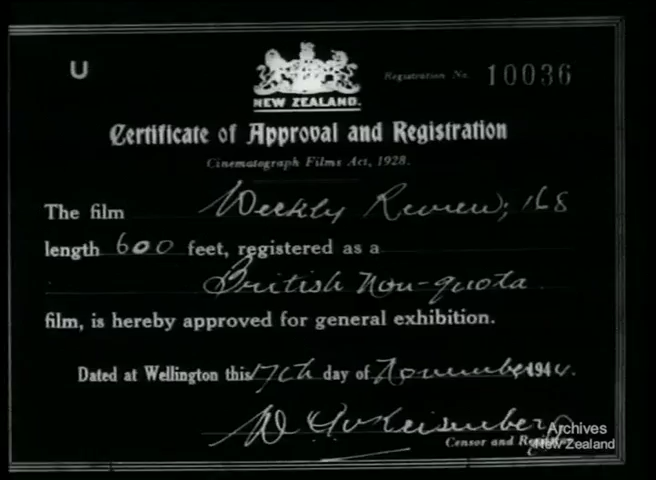 U
NEW ZEALAND.
Registration No. 10036
Certificate of Approval and Registration
Cinematograph Films Act, 1928.
The film Weekly Review, 168
length 600 feet, registered as a
British Non-quota
film, is hereby approved for general exhibition.
Dated at Wellington this 17th day of November 1944.
Censor and
Archives
New Zealand